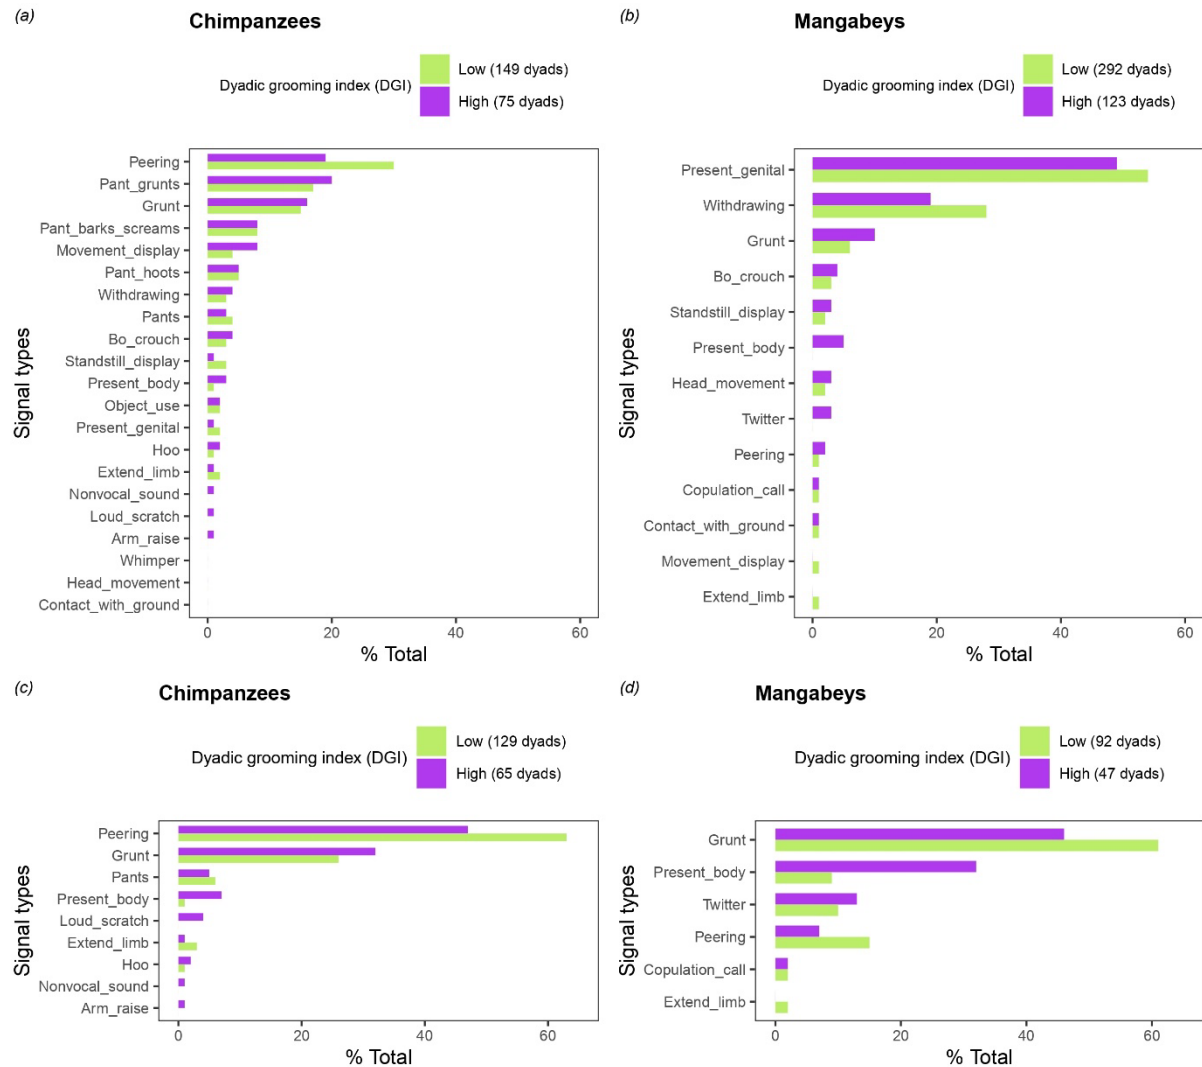 (a)
Chimpanzees
Dyadic grooming index (DGI)
Low (149 dyads)
High (75 dyads)
Signal types
Peering
Pant_grunts
Grunt
Pant_barks_screams
Movement_display
Pant_hoots
Withdrawing
Pants
Bo_crouch
Standstill_display
Present_body
Object_use
Present_genital
Hoo
Extend_limb
Nonvocal_sound
Loud_scratch
Arm_raise
Whimper
Head_movement
Contact_with_ground
0 20 40 60
% Total
(b)
Mangabeys
Dyadic grooming index (DGI)
Low (292 dyads)
High (123 dyads)
Signal types
Present_genital
Withdrawing
Grunt
Bo_crouch
Standstill_display
Present_body
Head_movement
Twitter
Peering
Copulation_call
Contact_with_ground
Movement_display
Extend_limb
0 20 40 60
% Total
(c)
Chimpanzees
Dyadic grooming index (DGI)
Low (129 dyads)
High (65 dyads)
Signal types
Peering
Grunt
Pants
Present_body
Loud_scratch
Extend_limb
Hoo
Nonvocal_sound
Arm_raise
0 20 40 60
% Total
(d)
Mangabeys
Dyadic grooming index (DGI)
Low (92 dyads)
High (47 dyads)
Signal types
Grunt
Present_body
Twitter
Peering
Copulation_call
Extend_limb
0 20 40 60
% Total